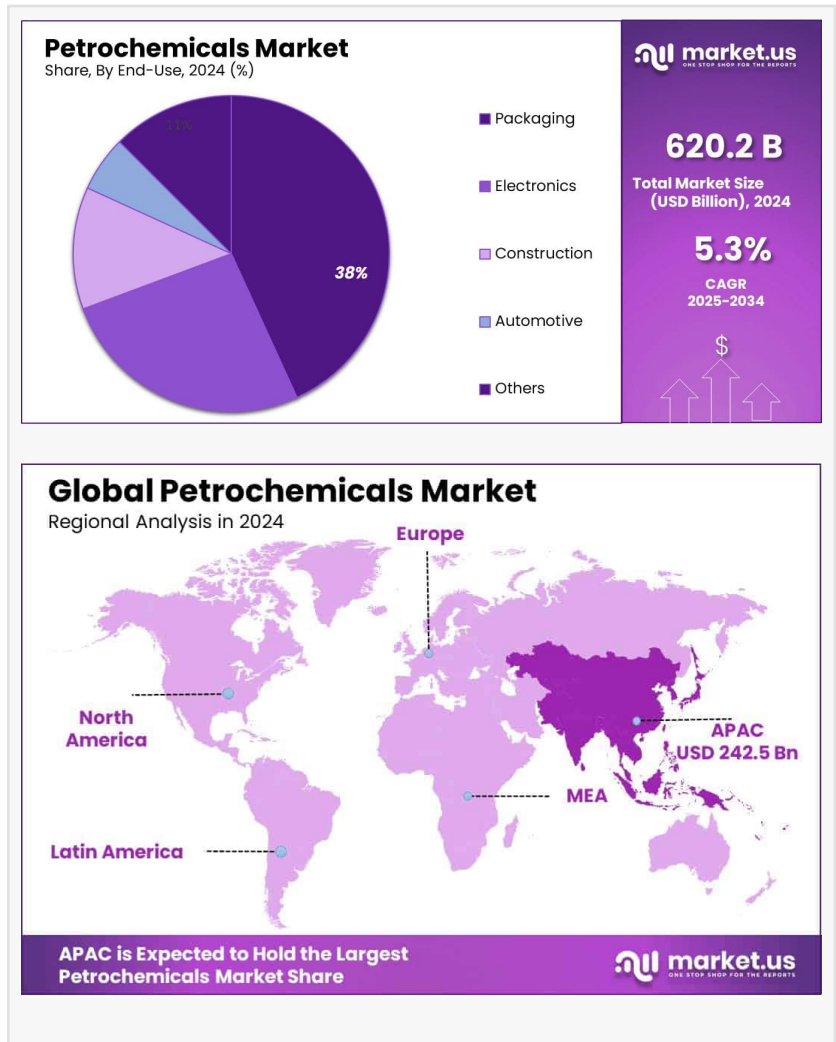 Petrochemicals Market
Share, By End-Use, 2024 (%)
11%
38%
Packaging
Electronics
Construction
Automotive
Others
market.us
ONE STOP SHOP FOR THE REPORTS
620.2 B
Total Market Size
(USD Billion), 2024
5.3%
CAGR
2025-2034
$
Global Petrochemicals Market
Regional Analysis in 2024
Europe
North
America
APAC
USD 242.5 Bn
MEA
Latin America
APAC is Expected to Hold the Largest
Petrochemicals Market Share
market.us
ONE STOP SHOP FOR THE REPORTS